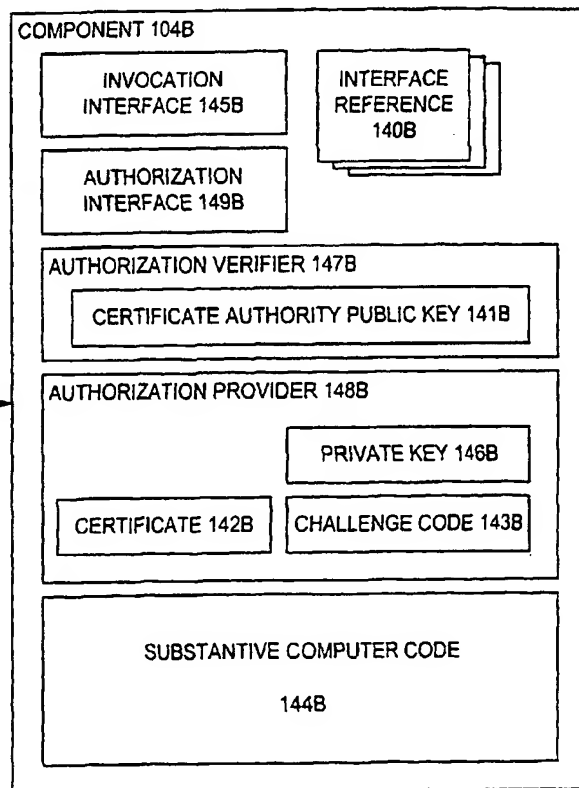 COMPONENT 104B
INVOCATION
INTERFACE 145B
INTERFACE
REFERENCE
140B
AUTHORIZATION
INTERFACE 149B
AUTHORIZATION VERIFIER 147B
CERTIFICATE AUTHORITY PUBLIC KEY 141B
AUTHORIZATION PROVIDER 148B
PRIVATE KEY 146B
CERTIFICATE 142B
CHALLENGE CODE 143B
SUBSTANTIVE COMPUTER CODE
144B